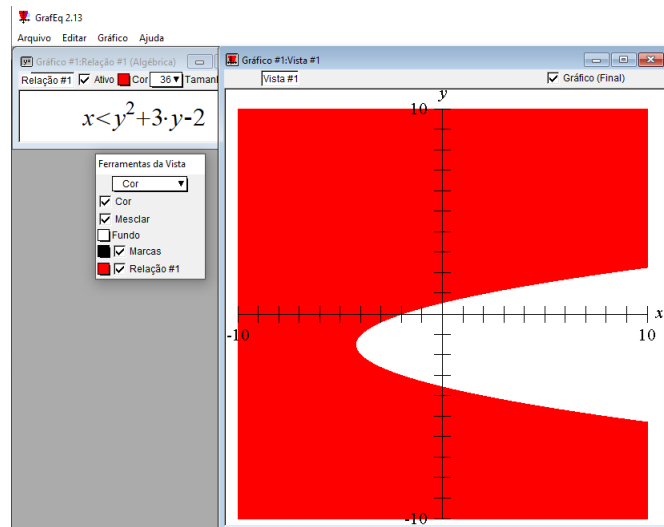 GrafEq 2.13
Arquivo Editar Gráfico Ajuda
Gráfico #1:Relação #1 (Algébrica)
Relação #1 Ativo Cor 36 Tamanl
x<y²+3·y-2
Ferramentas da Vista
Cor
Cor
Mesclar
Fundo
Marcas
Relação #1
Gráfico #1:Vista #1
Vista #1 Gráfico (Final)
y
10
x
-10
10
-10